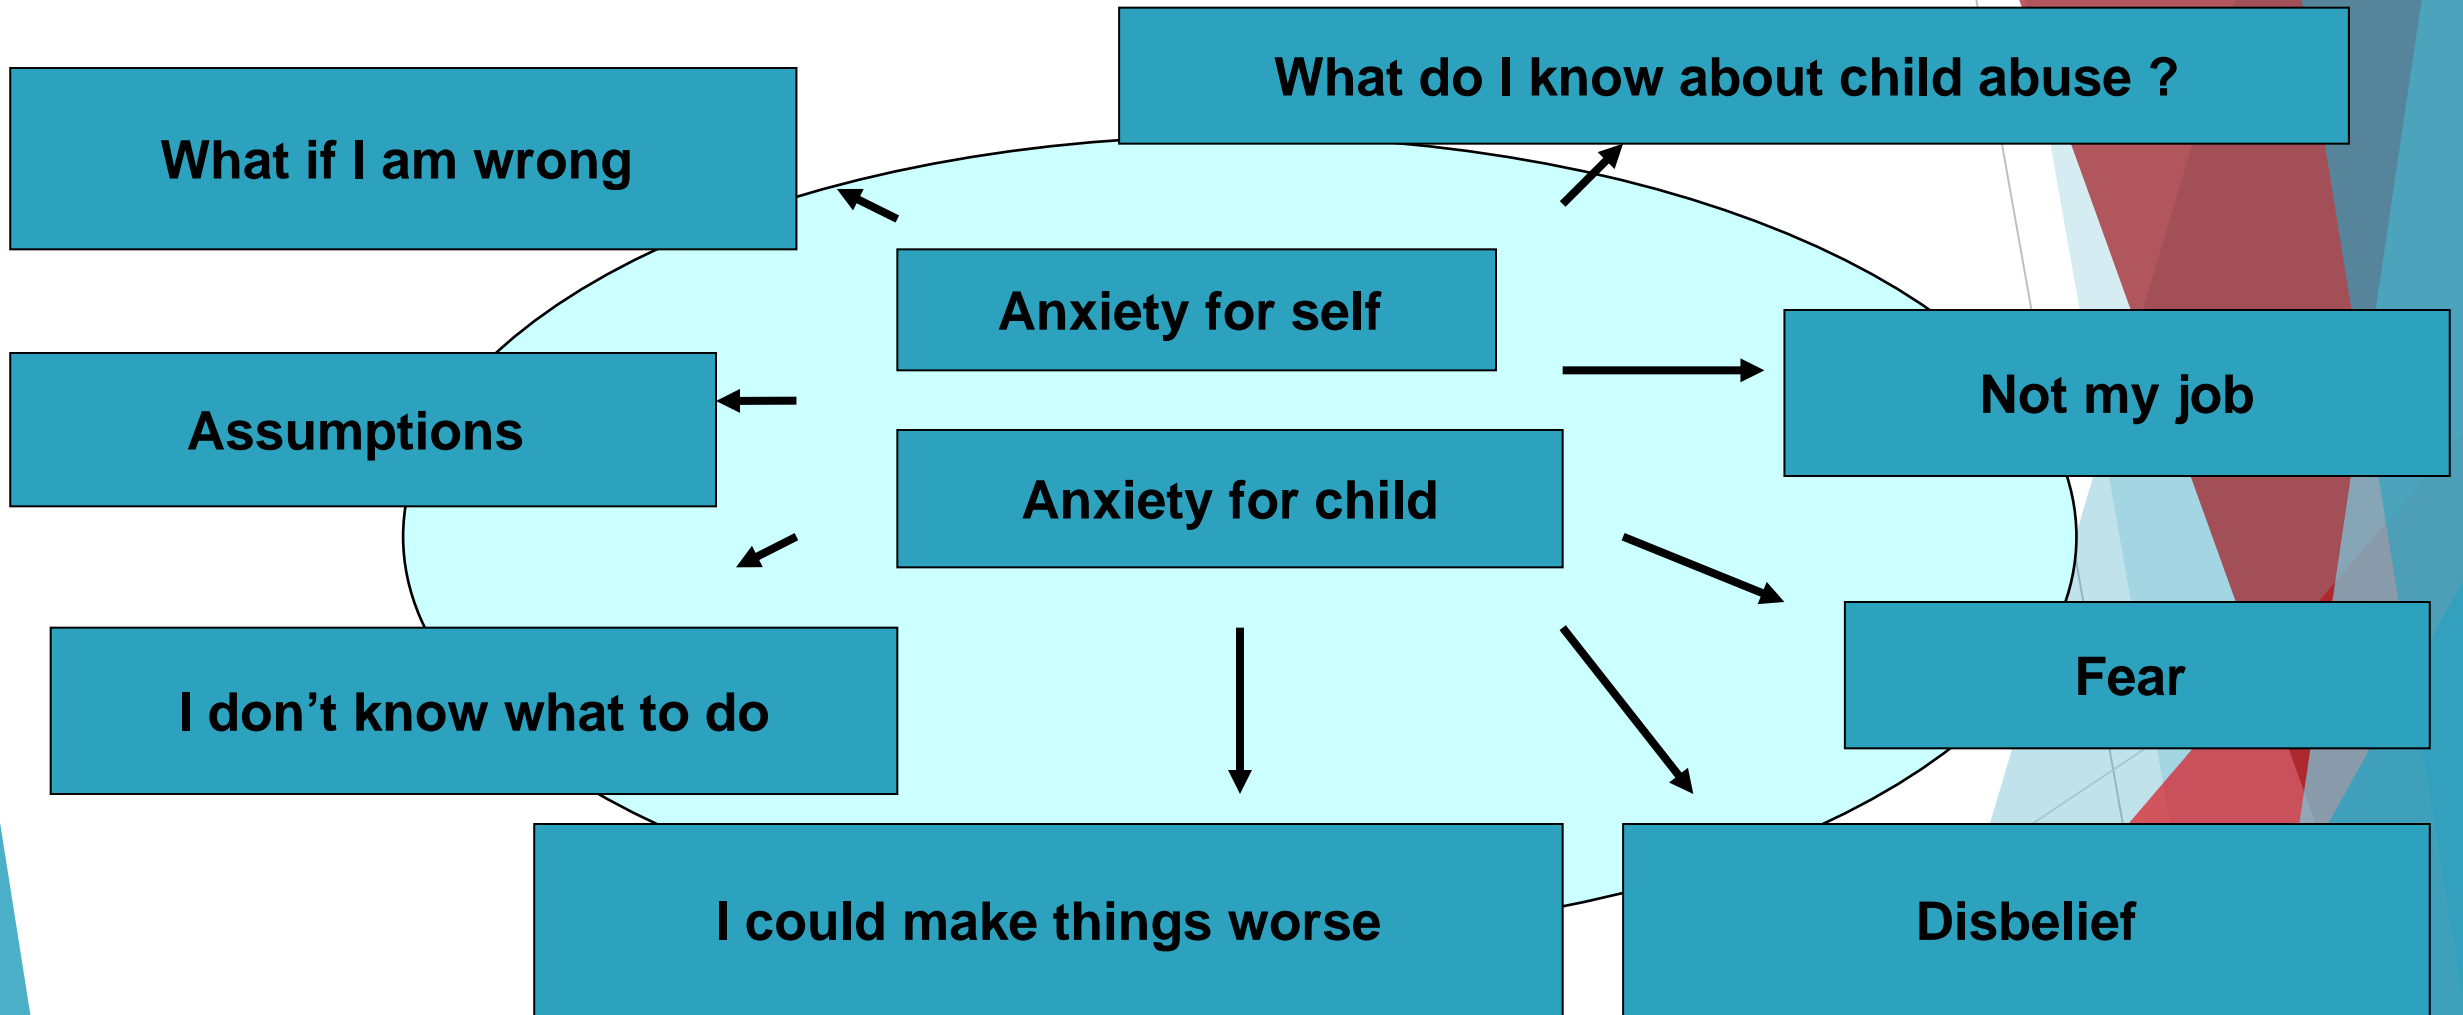 What do I know about child abuse ?
What if I am wrong
Anxiety for self
Not my job
Assumptions
Anxiety for child
Fear
I don’t know what to do
I could make things worse
Disbelief